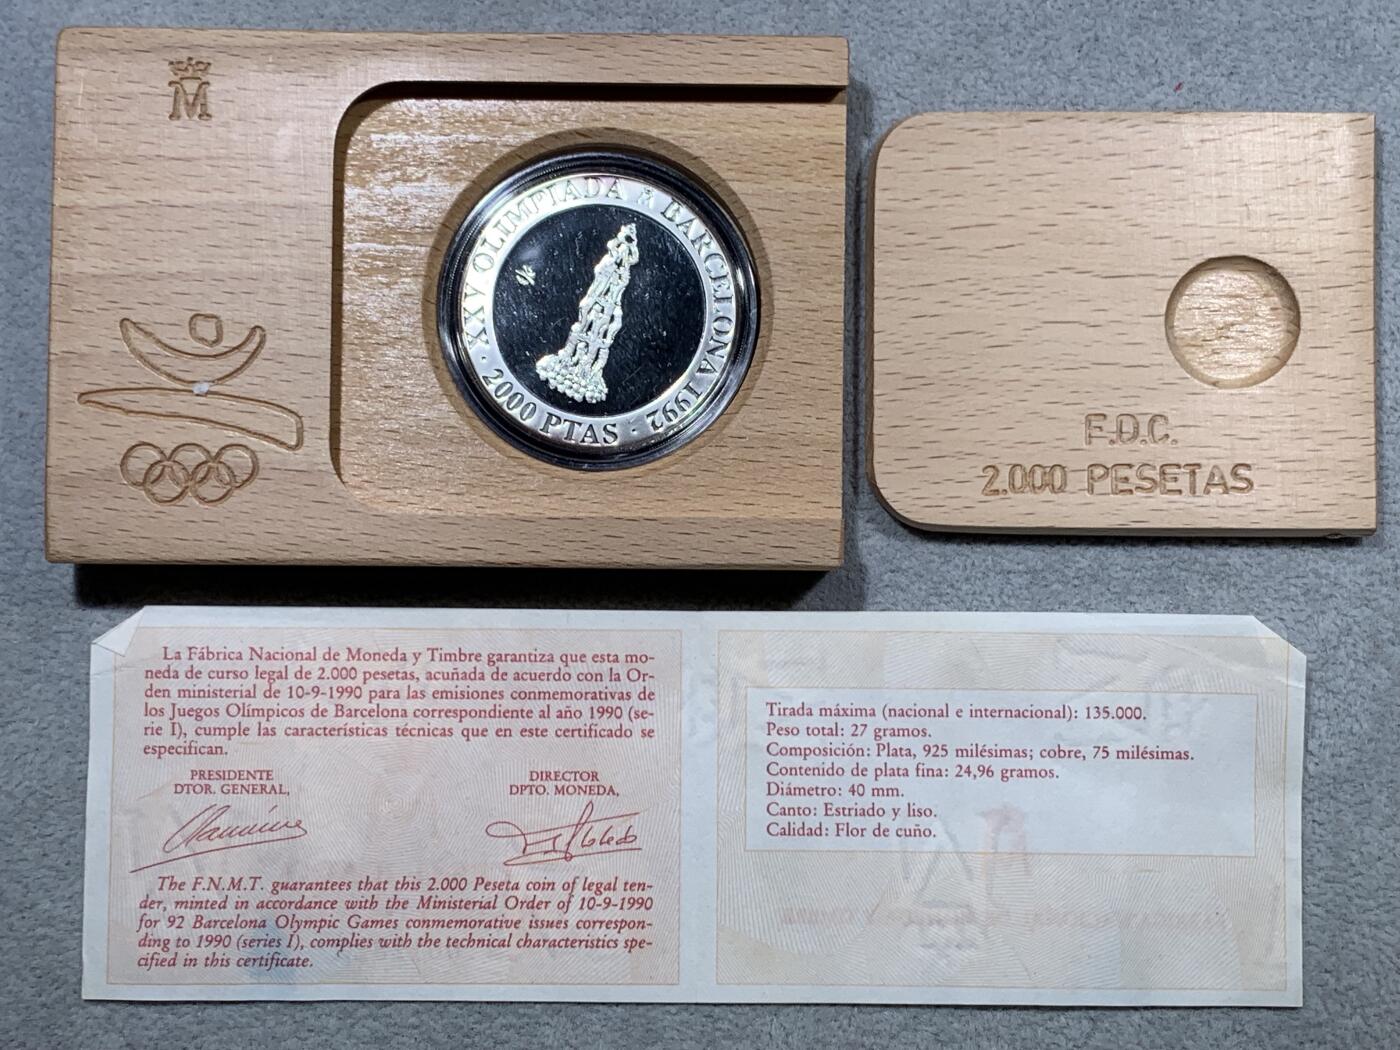 M
XXV OLIMPIADA BARCELONA 1992
2000 PTAS
F.D.C.
2.000 PESETAS
La Fábrica Nacional de Moneda y Timbre garantiza que esta mo-
neda de curso legal de 2.000 pesetas, acuñada de acuerdo con la Or-
den ministerial de 10-9-1990 para las emisiones conmemorativas de
los Juegos Olímpicos de Barcelona correspondiente al año 1990 (se-
rie I), cumple las características técnicas que en este certificado se
especifican.
PRESIDENTE
DTOR. GENERAL,
DIRECTOR
DPTO. MONEDA,
The F.N.M.T. guarantees that this 2.000 Peseta coin of legal ten-
der, minted in accordance with the Ministerial Order of 10-9-1990
for 92 Barcelona Olympic Games conmemorative issues correspon-
ding to 1990 (series I), complies with the technical characteristics spe-
cified in this certificate.
Tirada máxima (nacional e internacional): 135.000.
Peso total: 27 gramos.
Composición: Plata, 925 milésimas; cobre, 75 milésimas.
Contenido de plata fina: 24,96 gramos.
Diámetro: 40 mm.
Canto: Estriado y liso.
Calidad: Flor de cuño.